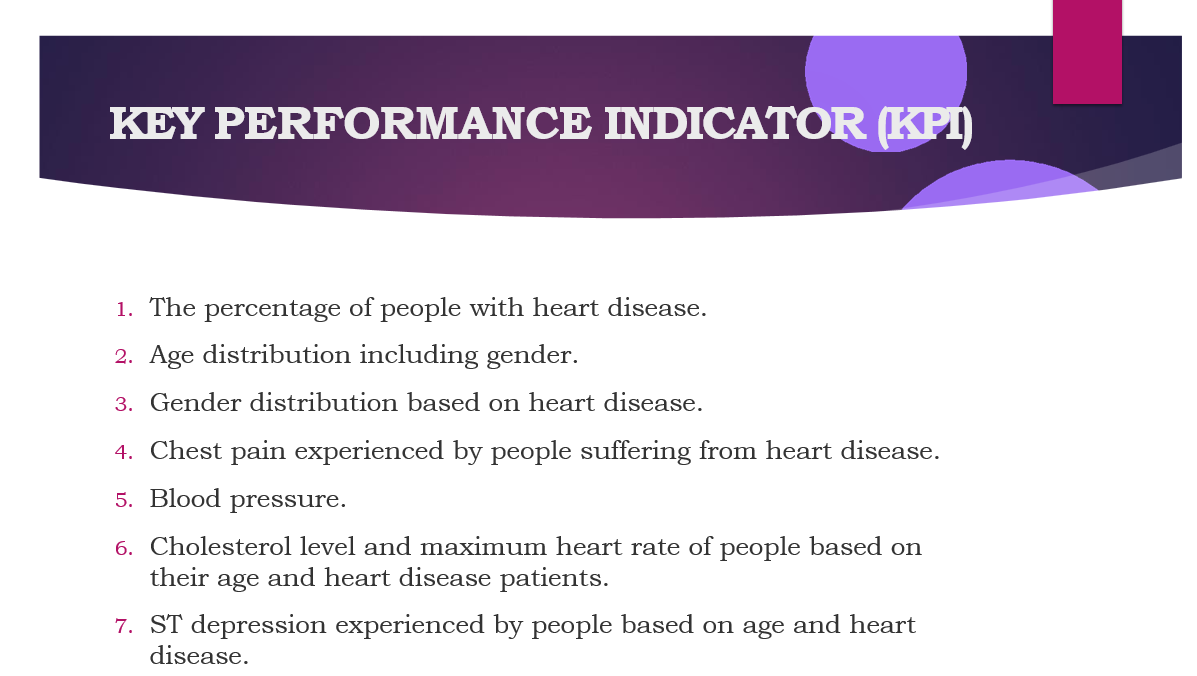 KEY PERFORMANCE INDICATOR (KPI)
1. The percentage of people with heart disease.
2. Age distribution including gender.
3. Gender distribution based on heart disease.
4. Chest pain experienced by people suffering from heart disease.
5. Blood pressure.
6. Cholesterol level and maximum heart rate of people based on
their age and heart disease patients.
7. ST depression experienced by people based on age and heart
disease.